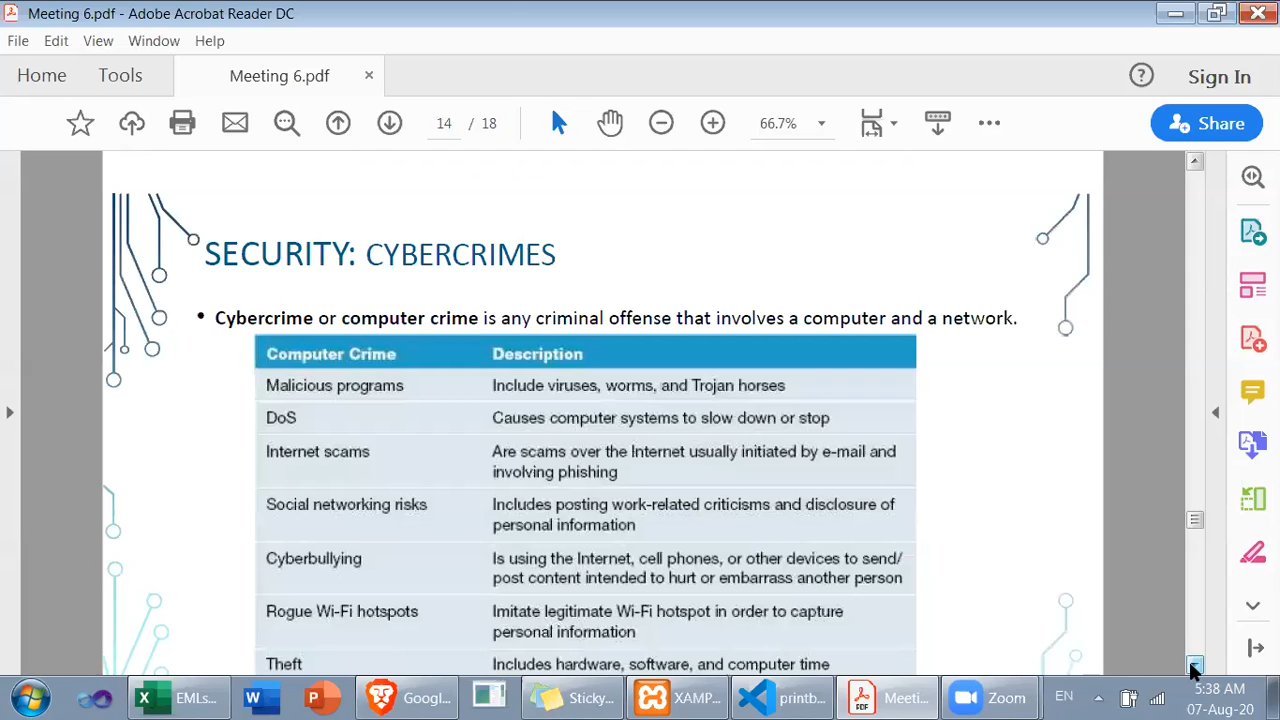 Meeting 6.pdf - Adobe Acrobat Reader DC
File Edit View Window Help
Home Tools Meeting 6.pdf × ? Sign In
14 / 18 66.7% Share
SECURITY: CYBERCRIMES
• Cybercrime or computer crime is any criminal offense that involves a computer and a network.
Computer Crime Description
Malicious programs Include viruses, worms, and Trojan horses
DoS Causes computer systems to slow down or stop
Internet scams Are scams over the Internet usually initiated by e-mail and
involving phishing
Social networking risks Includes posting work-related criticisms and disclosure of
personal information
Cyberbullying Is using the Internet, cell phones, or other devices to send/
post content intended to hurt or embarrass another person
Rogue Wi-Fi hotspots Imitate legitimate Wi-Fi hotspot in order to capture
personal information
Theft Includes hardware, software, and computer time
EMLs... Googl... Sticky... XAMP... printb... Meeti... Zoom EN 5:38 AM
07-Aug-20